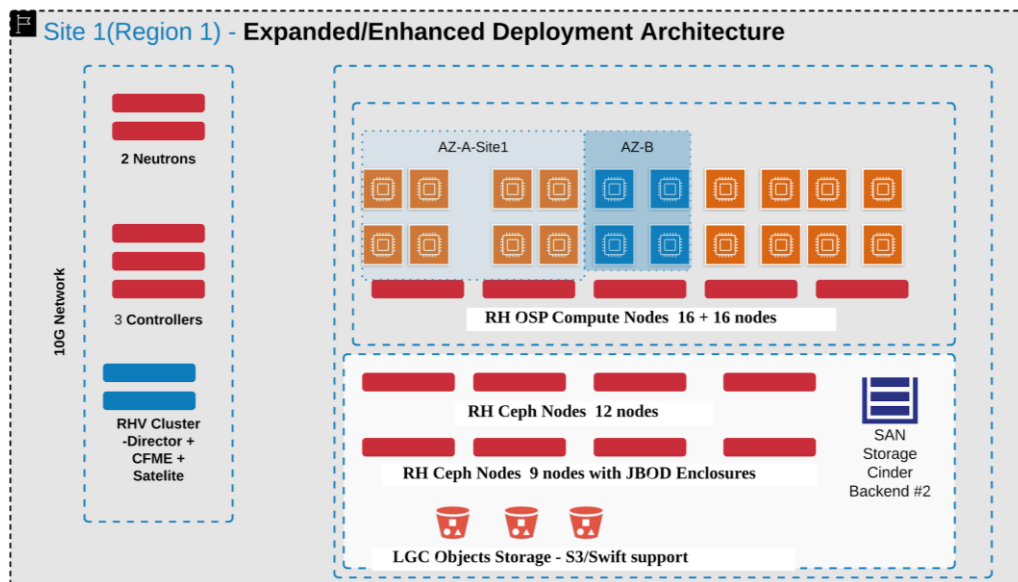 Site 1(Region 1) - Expanded/Enhanced Deployment Architecture
10G Network
2 Neutrons
3 Controllers
RHV Cluster
-Director +
CFME +
Satelite
AZ-A-Site1
AZ-B
RH OSP Compute Nodes 16 + 16 nodes
RH Ceph Nodes 12 nodes
RH Ceph Nodes 9 nodes with JBOD Enclosures
LGC Objects Storage - S3/Swift support
SAN
Storage
Cinder
Backend #2